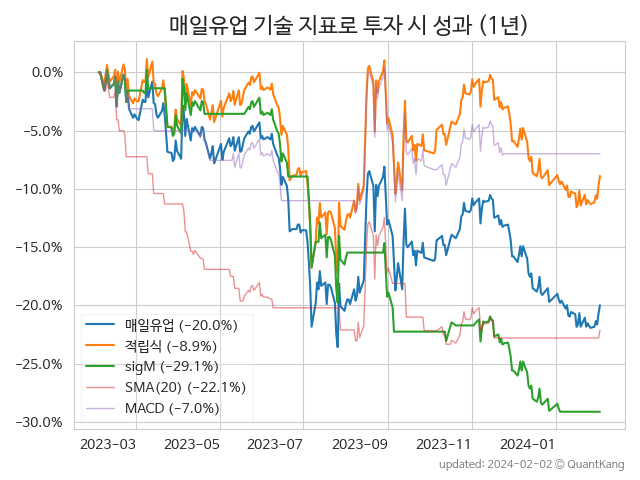 매일유업 기술 지표로 투자 시 성과 (1년)
0.0%
−5.0%
−10.0%
−15.0%
−20.0%
−25.0%
−30.0%
매일유업 (−20.0%)
적립식 (−8.9%)
sigM (−29.1%)
SMA(20) (−22.1%)
MACD (−7.0%)
2023-03 2023-05 2023-07 2023-09 2023-11 2024-01
updated: 2024-02-02 © QuantKang